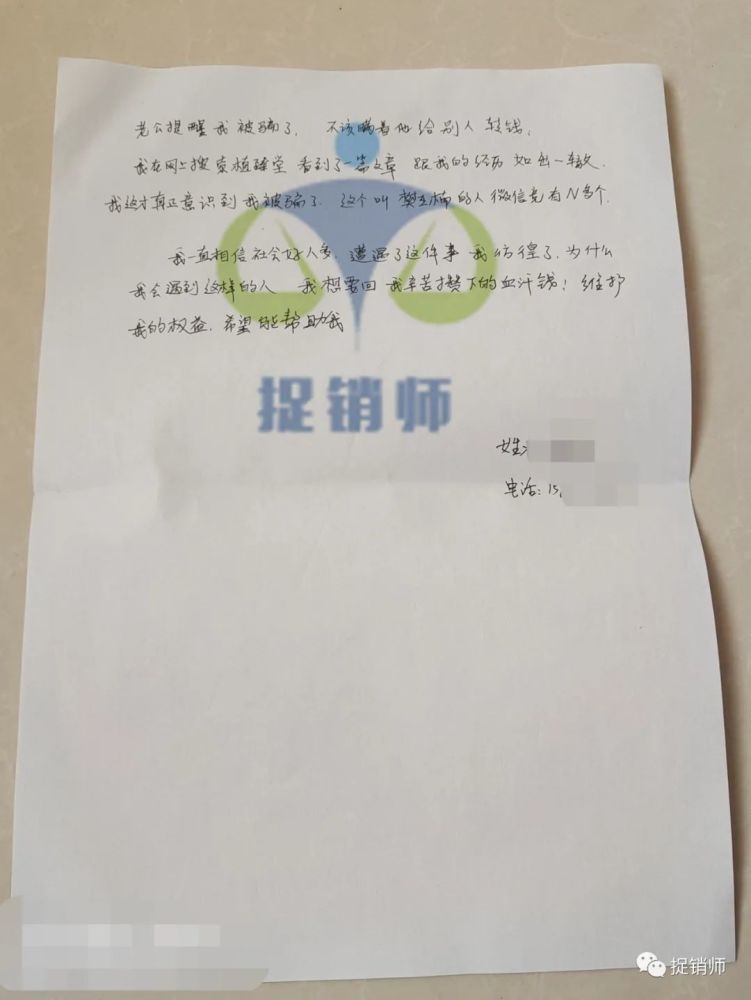 老公提醒我被骗了，不该瞒着他给别人转钱，
我在网上搜索植臻堂看到了一篇文章 跟我的经历如出一辙.
我这才真正意识到我被骗了. 这个叫樊 楠的人微信竟有N多个.
我一直相信社会好人多. 遭遇了这件事 我彷徨了. 为什么
我会遇到这样的人 我想要回 我辛苦攒下的血汗钱! 维护
我的权益. 希望能帮助我
捉销师
姓
电话: 15
捉销师